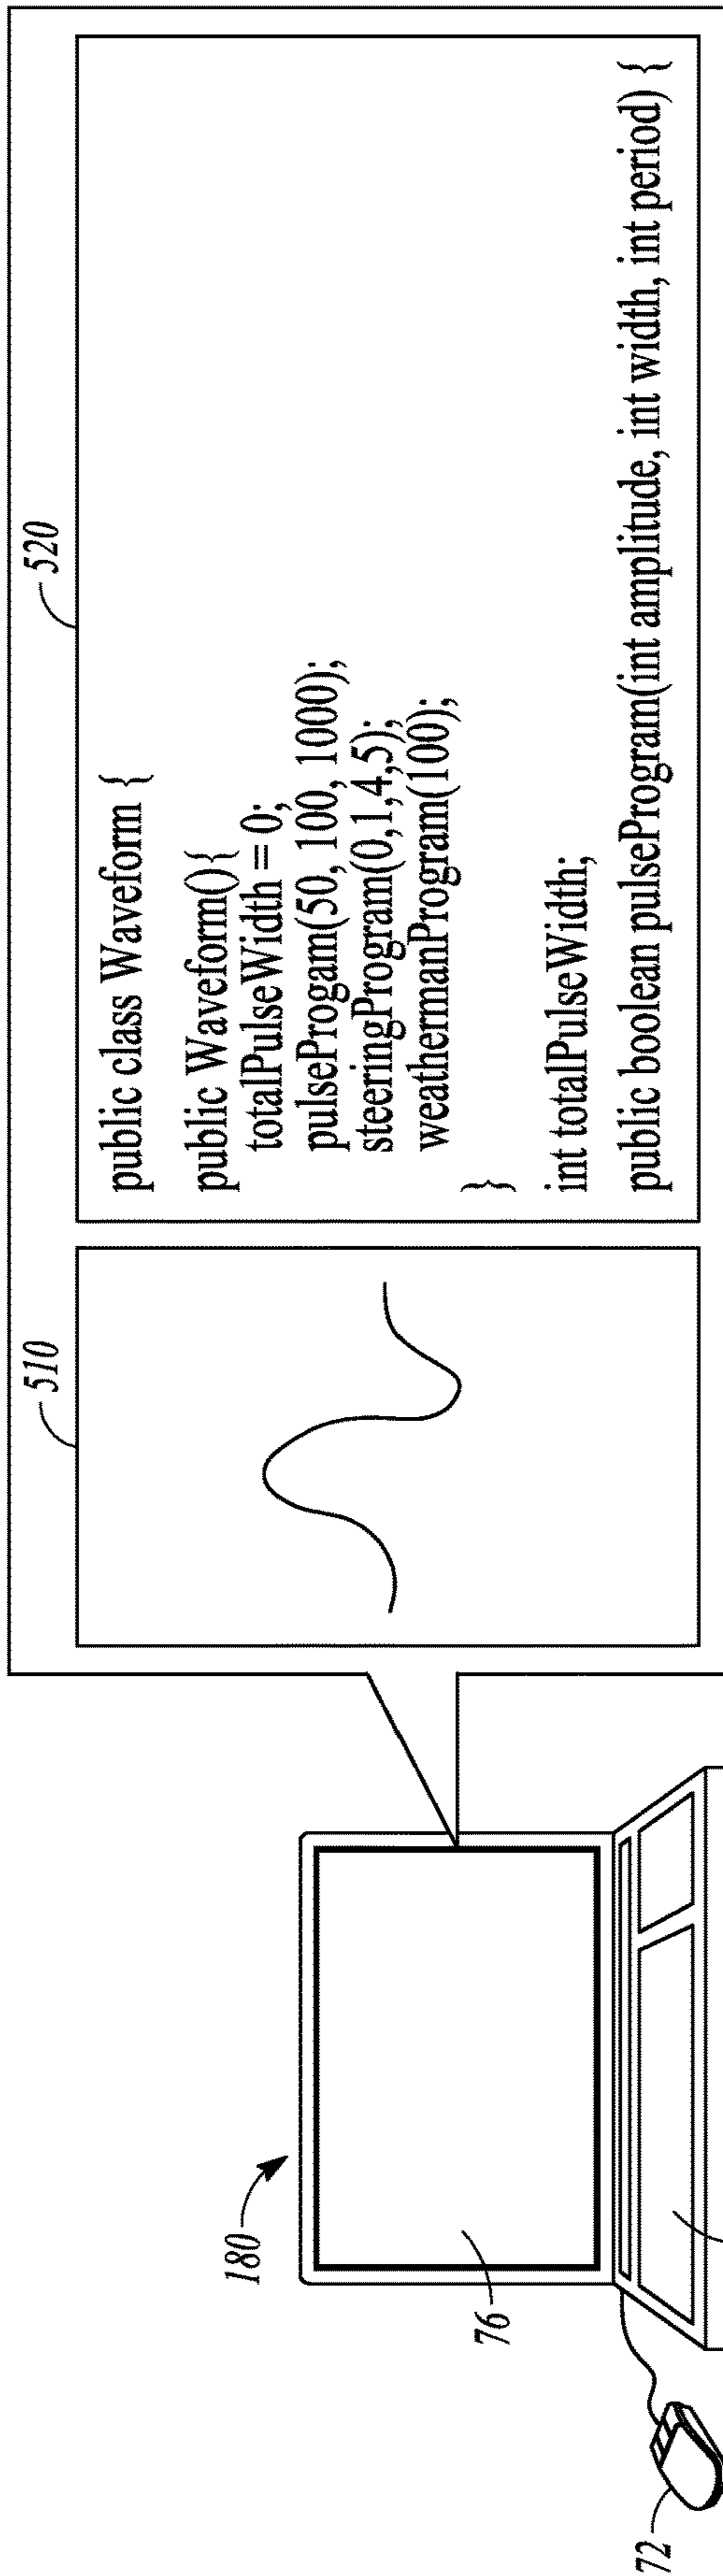 510
520
public class Waveform {
public Waveform(){
totalPulseWidth = 0;
pulseProgam(50, 100, 1000);
steeringProgram(0,1,4,5);
weathermanProgram(100);
}
int totalPulseWidth;
public boolean pulseProgram(int amplitude, int width, int period) {
180
76
72